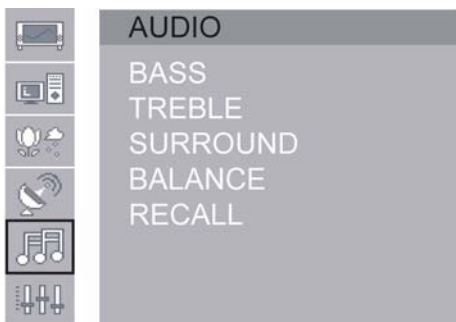 AUDIO
BASS
TREBLE
SURROUND
BALANCE
RECALL